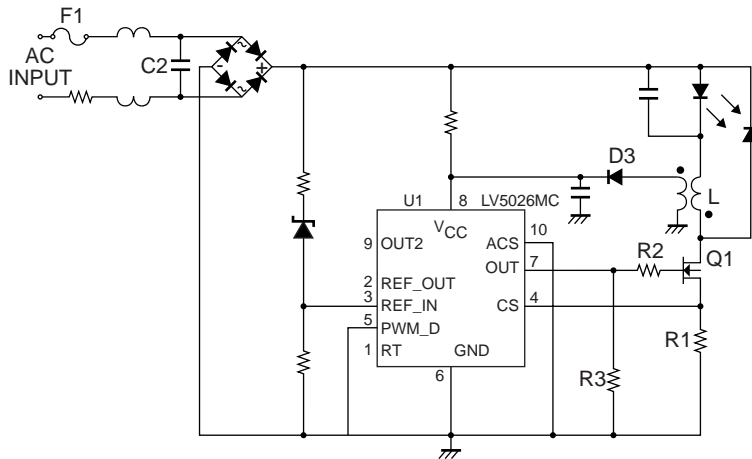 F1
AC
INPUT
C2
~
- +
~
D3
L
U1 8 LV5026MC
VCC
10
9 OUT2 ACS
7
OUT R2 Q1
2 REF_OUT
3 REF_IN CS 4
5 PWM_D
1 RT GND R1
6
R3